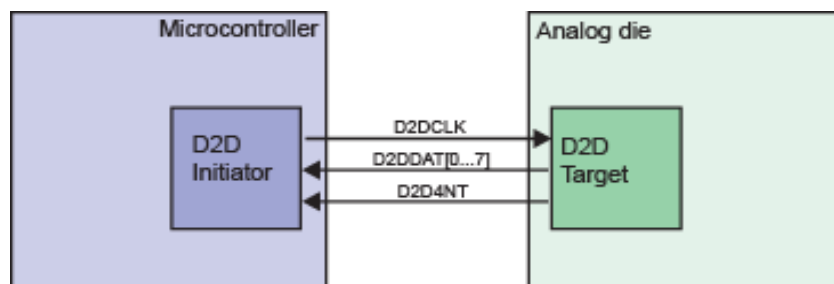 Microcontroller
Analog die
D2D
Initiator
D2DCLK
D2DDAT[0...7]
D2D4NT
D2D
Target